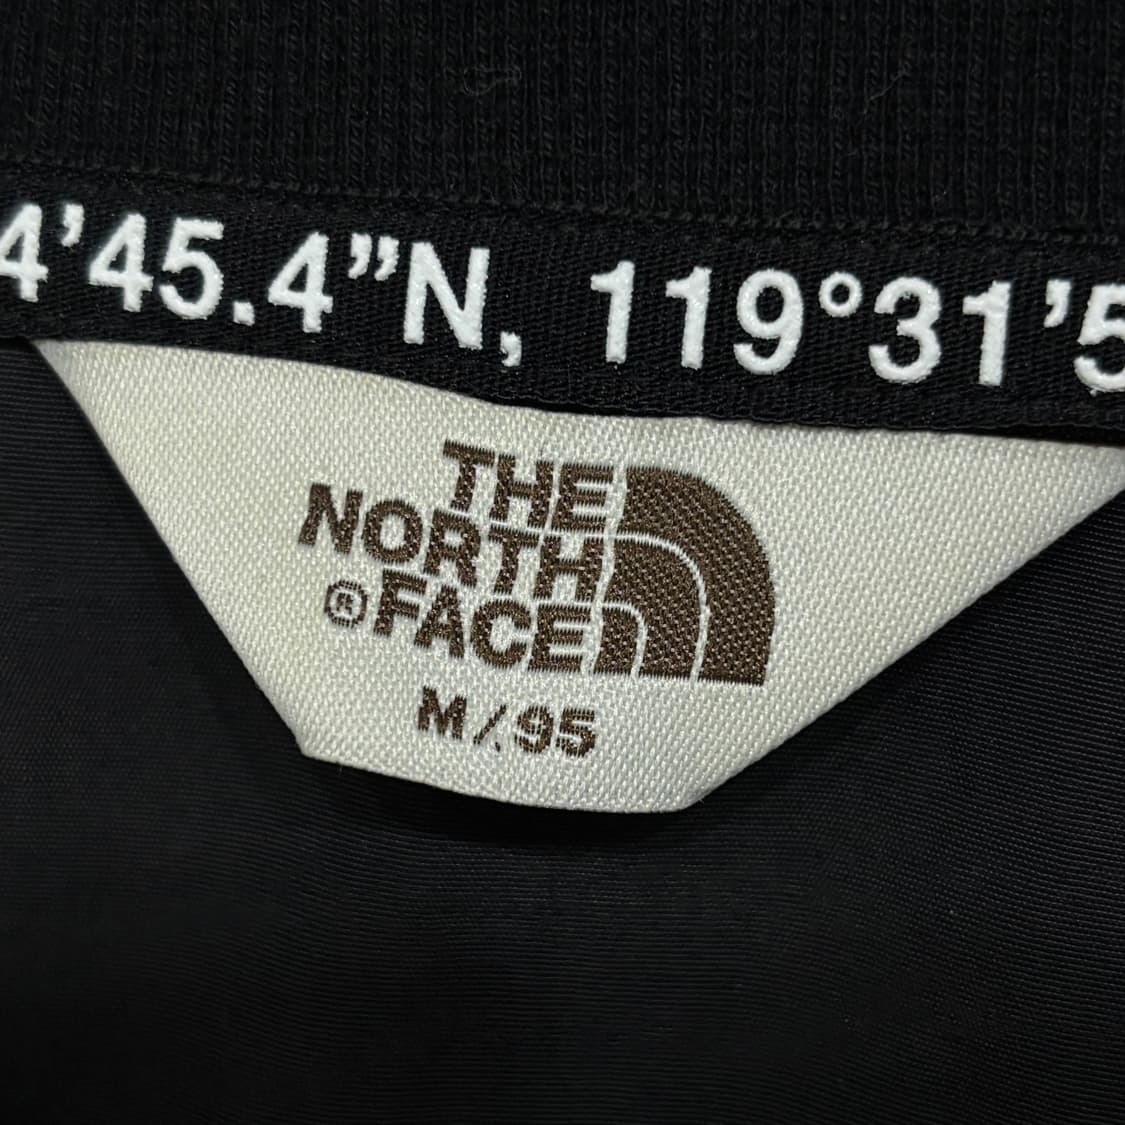 4’45.4”N, 119°31’5
THE
NORTH
®FACE
M/95